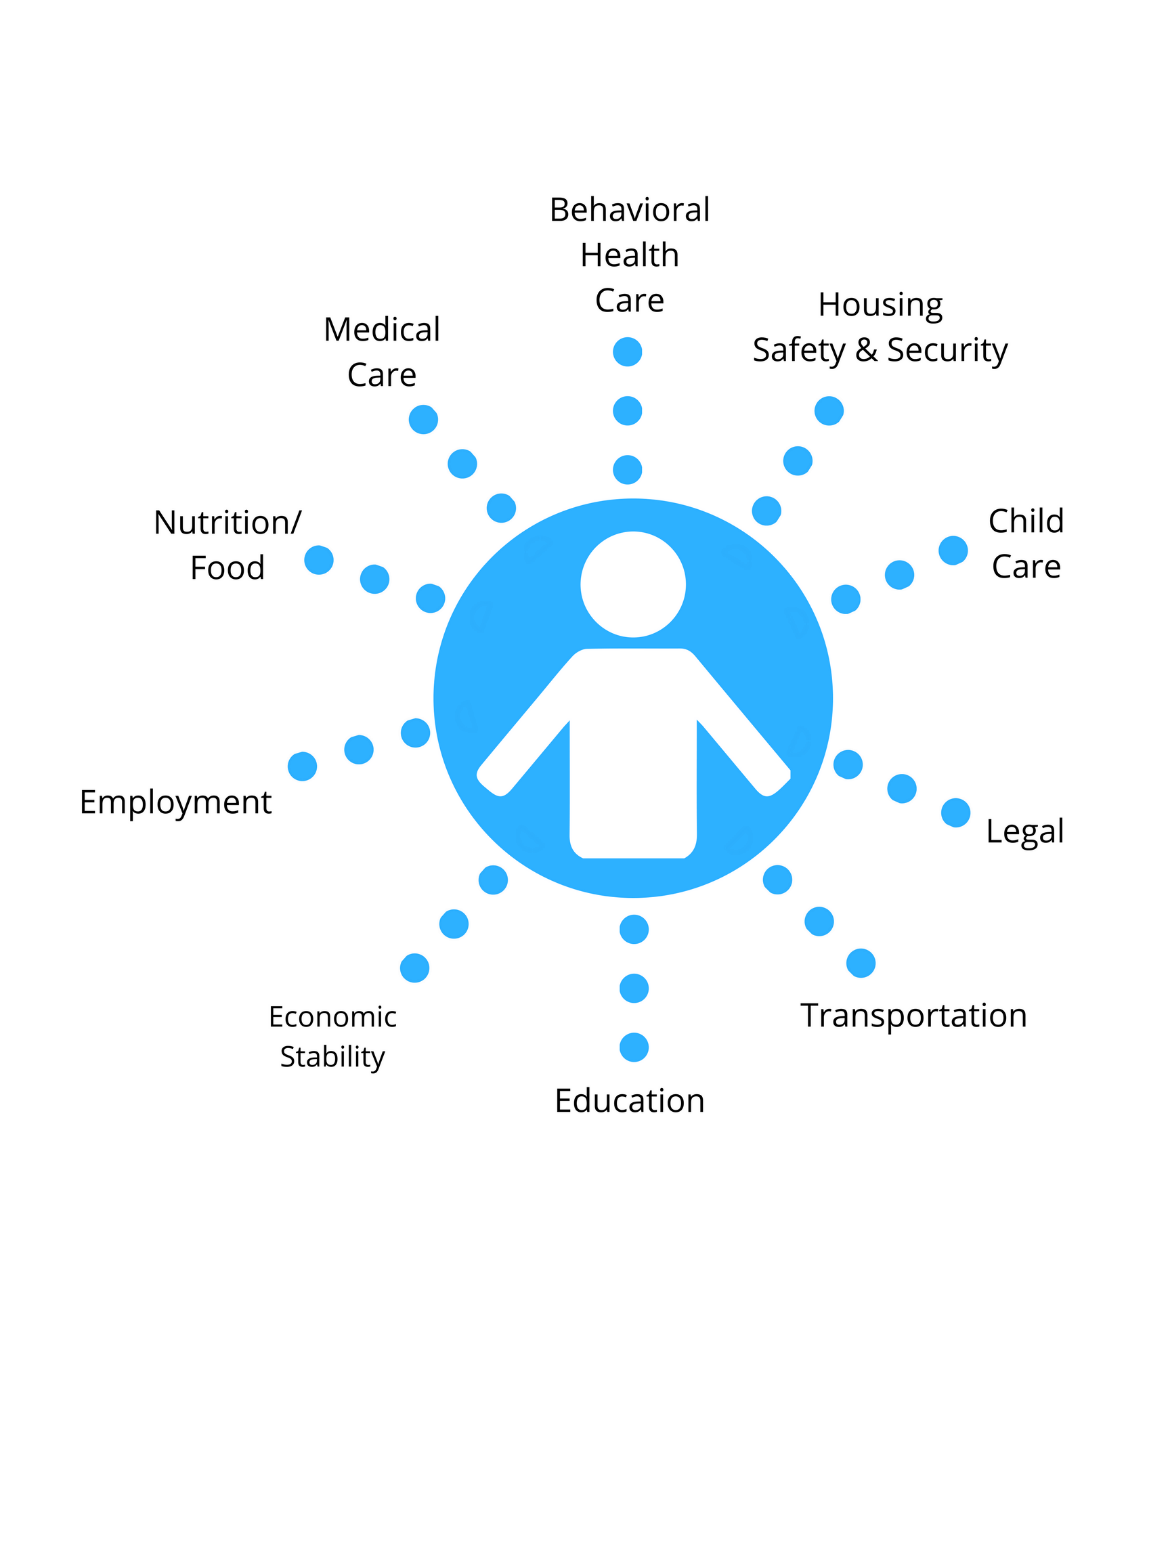 Behavioral
Health
Care
Housing
Safety & Security
Medical
Care
Child
Care
Nutrition/
Food
Employment
Legal
Economic
Stability
Transportation
Education